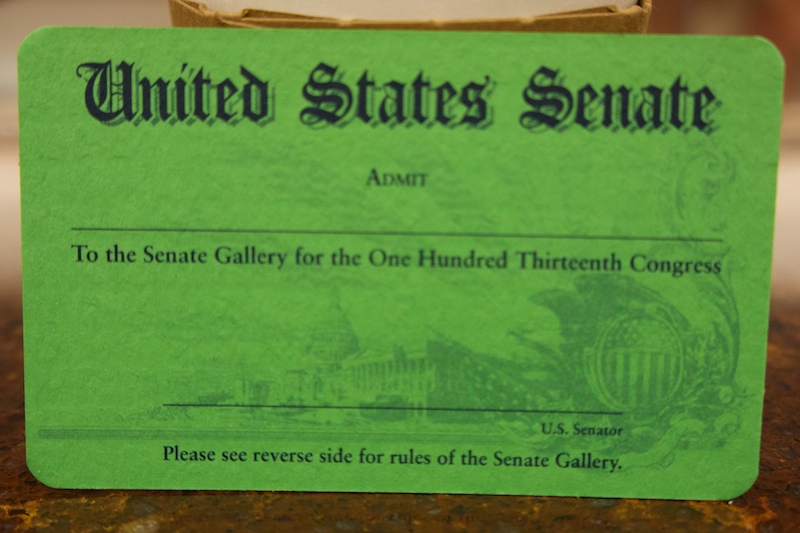 United States Senate
Admit
To the Senate Gallery for the One Hundred Thirteenth Congress
U.S. Senator
Please see reverse side for rules of the Senate Gallery.